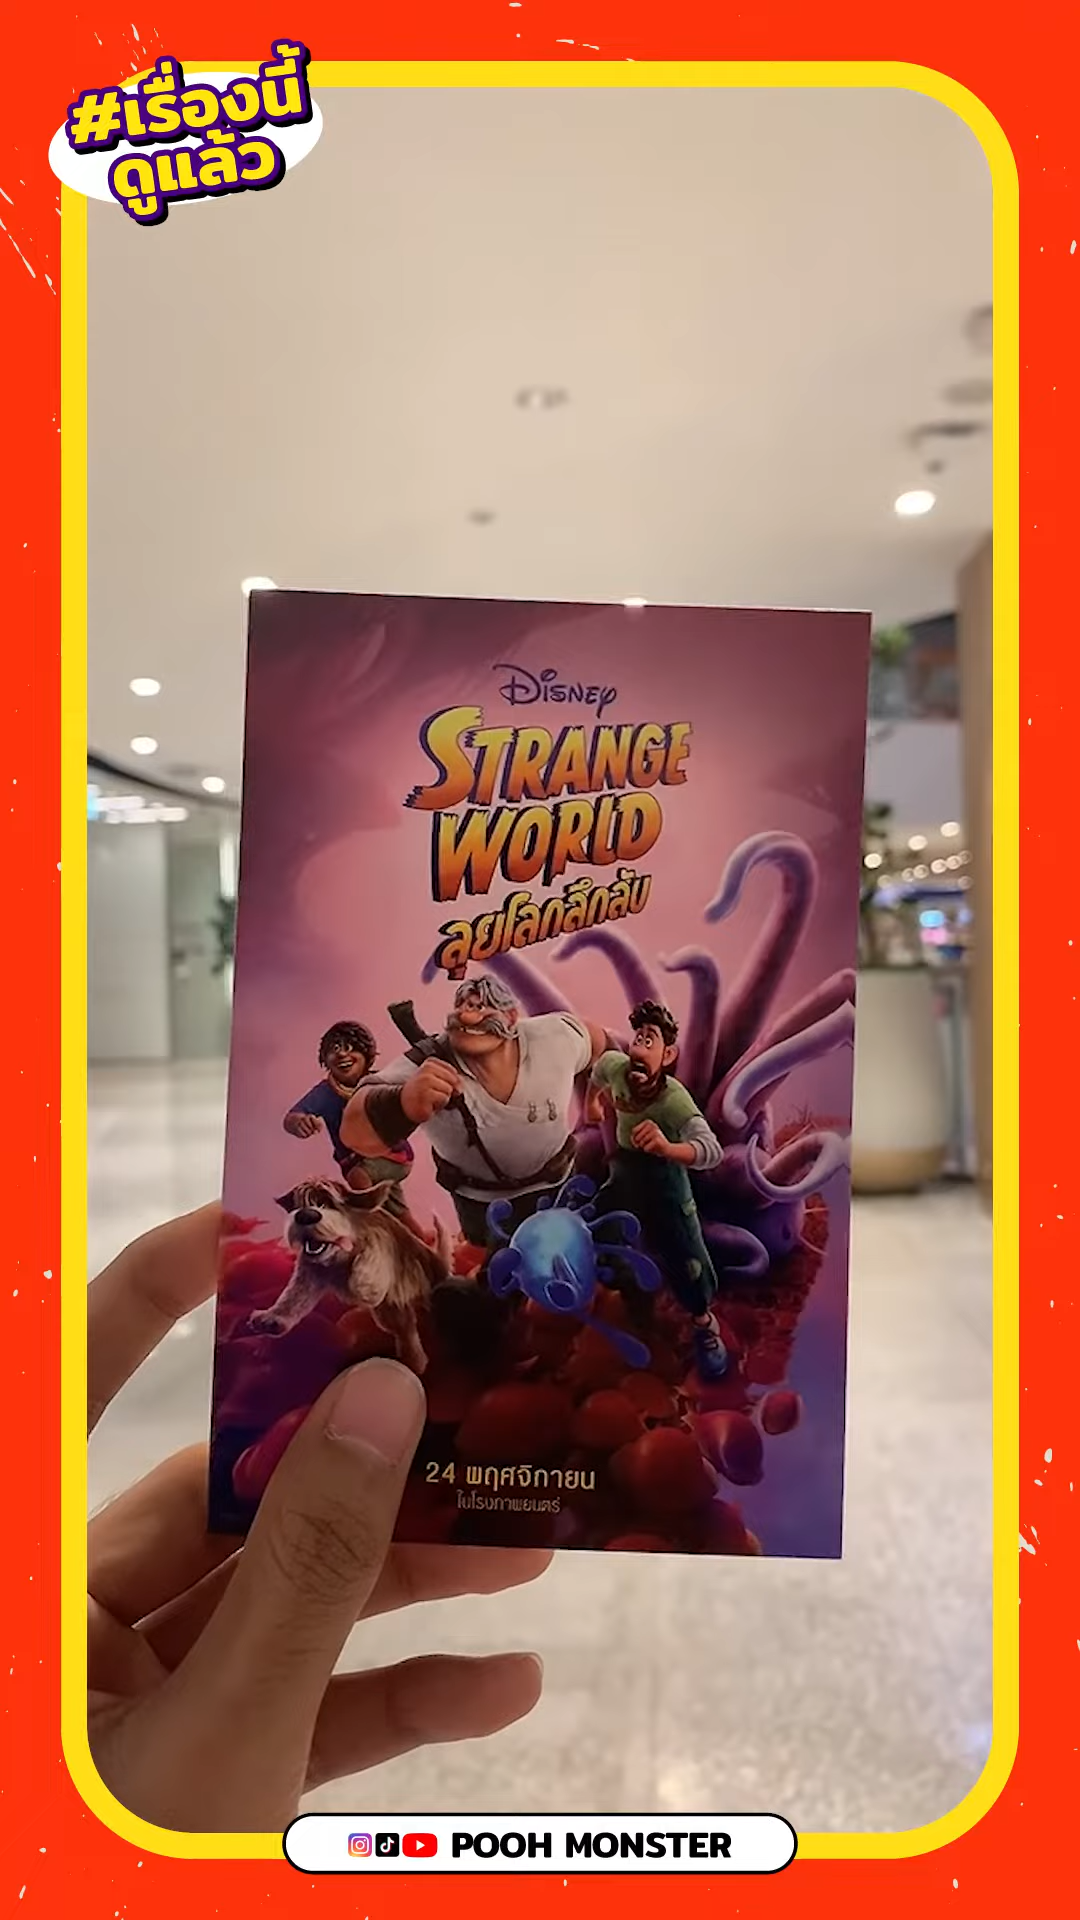 #เรื่องนี้
ดูแล้ว
Disney
STRANGE
WORLD
ลุยโลกลึกลับ
24 พฤศจิกายน
ในโรงภาพยนตร์
POOH MONSTER